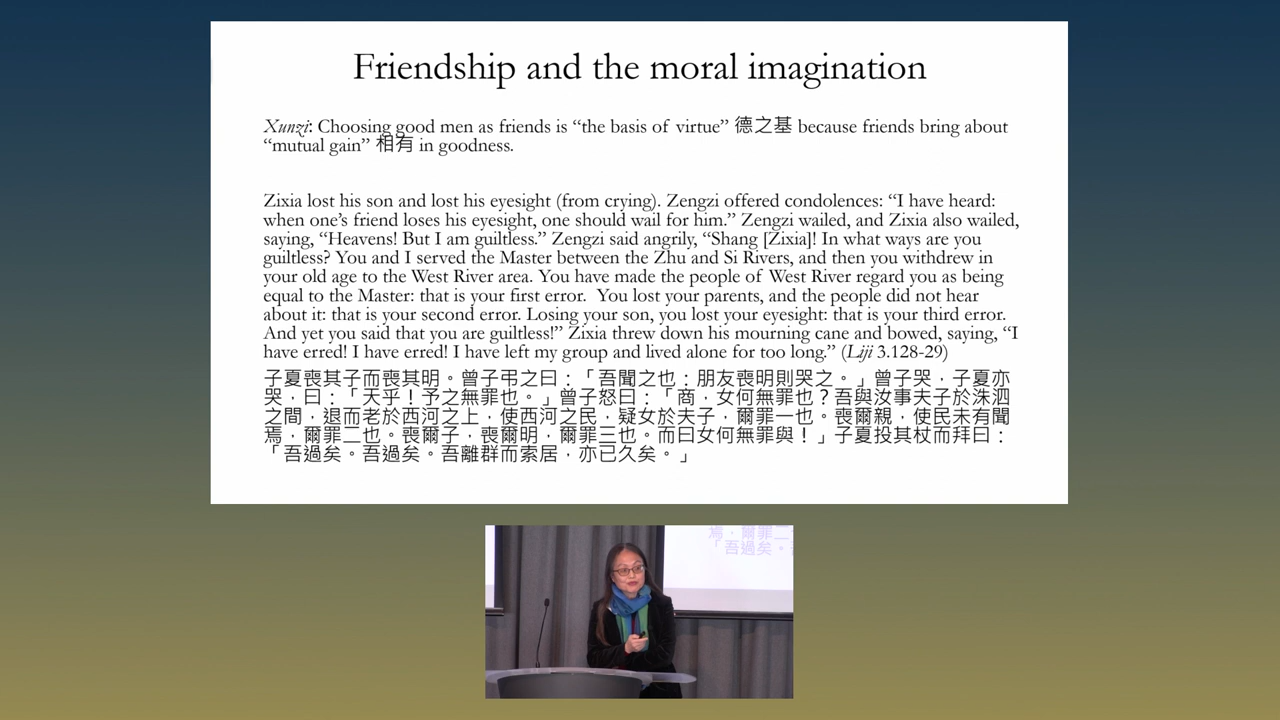 Friendship and the moral imagination
Xunzi: Choosing good men as friends is “the basis of virtue” 德之基 because friends bring about
“mutual gain” 相有 in goodness.
Zixia lost his son and lost his eyesight (from crying). Zengzi offered condolences: “I have heard:
when one’s friend loses his eyesight, one should wail for him.” Zengzi wailed, and Zixia also wailed,
saying, “Heavens! But I am guiltless.” Zengzi said angrily, “Shang [Zixia]! In what ways are you
guiltless? You and I served the Master between the Zhu and Si Rivers, and then you withdrew in
your old age to the West River area. You have made the people of West River regard you as being
equal to the Master: that is your first error. You lost your parents, and the people did not hear
about it: that is your second error. Losing your son, you lost your eyesight: that is your third error.
And yet you said that you are guiltless!” Zixia threw down his mourning cane and bowed, saying, “I
have erred! I have erred! I have left my group and lived alone for too long.” (Liji 3.128-29)
子夏喪其子而喪其明。曾子弔之曰：「吾聞之也：朋友喪明則哭之。」曾子哭，子夏亦
哭，曰：「天乎！予之無罪也。」曾子怒曰：「商，女何無罪也？吾與汝事夫子於洙泗
之間，退而老於西河之上，使西河之民，疑女於夫子，爾罪一也。喪爾親，使民未有聞
焉，爾罪二也。喪爾子，喪爾明，爾罪三也。而曰女何無罪與！」子夏投其杖而拜曰：
「吾過矣。吾過矣。吾離群而索居，亦已久矣。」
焉，爾罪二
「吾過矣。